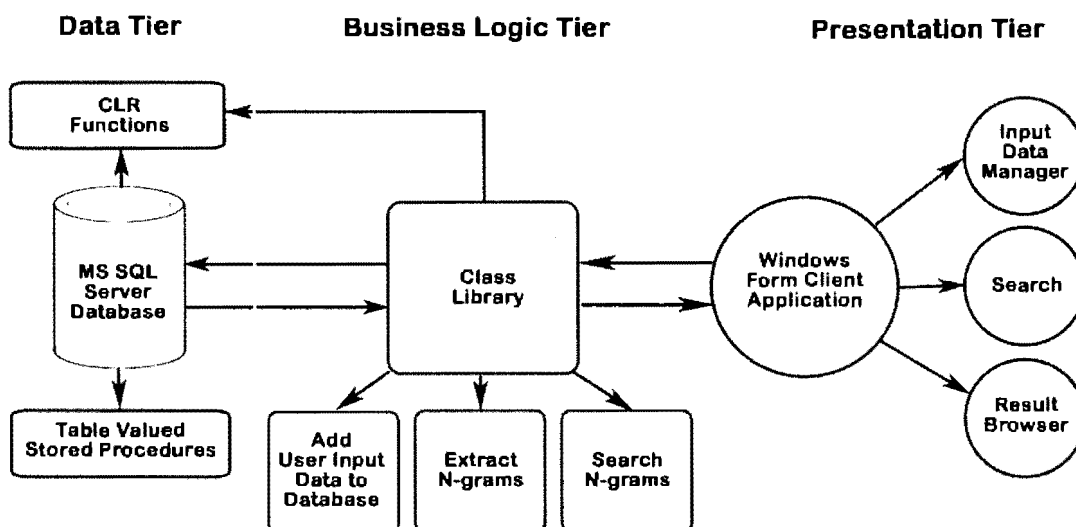 Data Tier
Business Logic Tier
Presentation Tier
CLR
Functions
MS SQL
Server
Database
Table Valued
Stored Procedures
Class
Library
Add
User Input
Data to
Database
Extract
N-grams
Search
N-grams
Windows
Form Client
Application
Input
Data
Manager
Search
Result
Browser